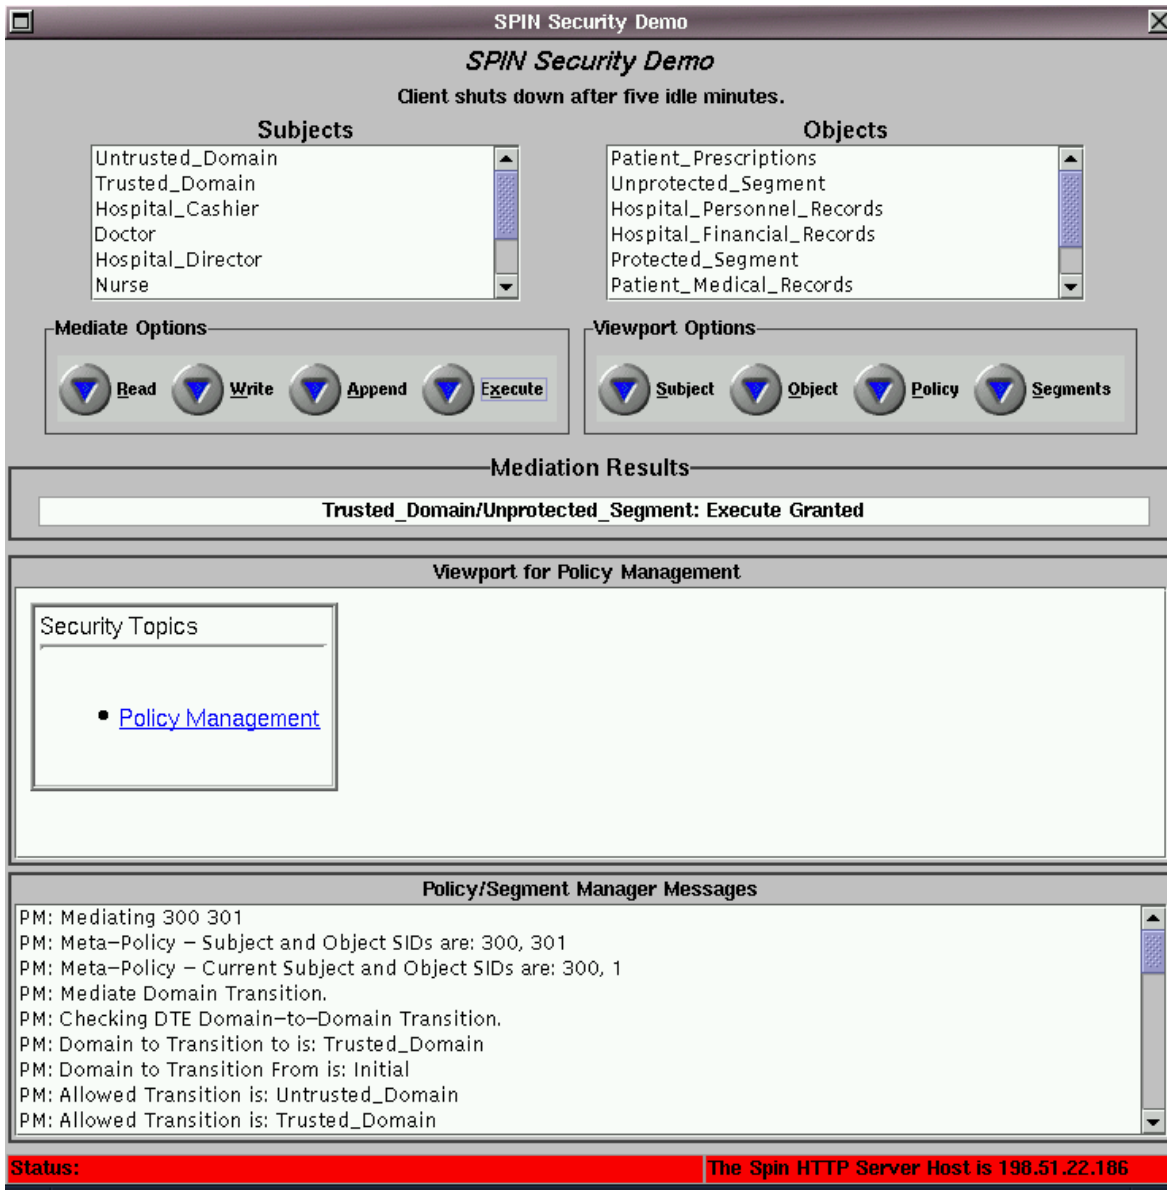 SPIN Security Demo
SPIN Security Demo
Client shuts down after five idle minutes.
Subjects
Untrusted_Domain
Trusted_Domain
Hospital_Cashier
Doctor
Hospital_Director
Nurse
Objects
Patient_Prescriptions
Unprotected_Segment
Hospital_Personnel_Records
Hospital_Financial_Records
Protected_Segment
Patient_Medical_Records
Mediate Options
Read Write Append Execute
Viewport Options
Subject Object Policy Segments
Mediation Results
Trusted_Domain/Unprotected_Segment: Execute Granted
Viewport for Policy Management
Security Topics
• Policy Management
Policy/Segment Manager Messages
PM: Mediating 300 301
PM: Meta-Policy - Subject and Object SIDs are: 300, 301
PM: Meta-Policy - Current Subject and Object SIDs are: 300, 1
PM: Mediate Domain Transition.
PM: Checking DTE Domain-to-Domain Transition.
PM: Domain to Transition to is: Trusted_Domain
PM: Domain to Transition From is: Initial
PM: Allowed Transition is: Untrusted_Domain
PM: Allowed Transition is: Trusted_Domain
Status: The Spin HTTP Server Host is 198.51.22.186